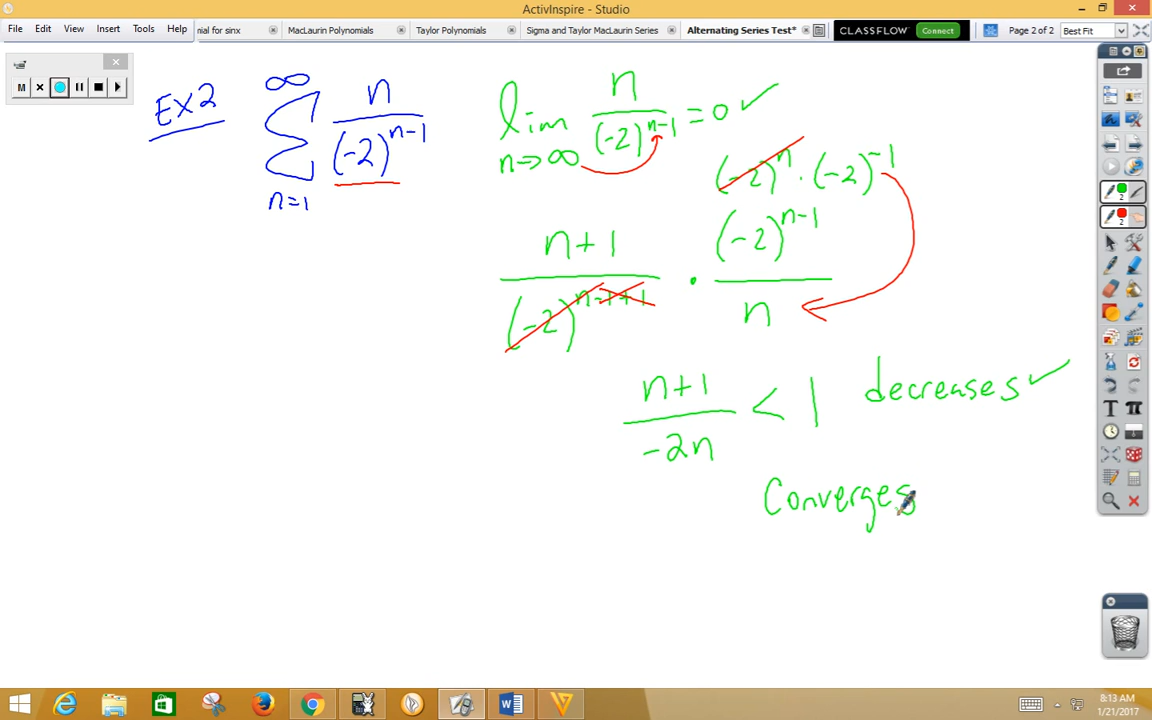 ActivInspire - Studio
File Edit View Insert Tools Help
nial for sinx
MacLaurin Polynomials
Taylor Polynomials
Sigma and Taylor MacLaurin Series
Alternating Series Test*
CLASSFLOW Connect
Page 2 of 2
Best Fit
M
EX2
∞
Σ n/(-2)^(n-1)
n=1
lim n/(-2)^(n-1) = 0 ✓
n→∞
(-2)^n · (-2)^-1
(n+1)/(-2)^(n-1+1) · (-2)^(n-1)/n
(n+1)/(-2n) < 1 decreases ✓
Converges
2
2
8:13 AM
1/21/2017